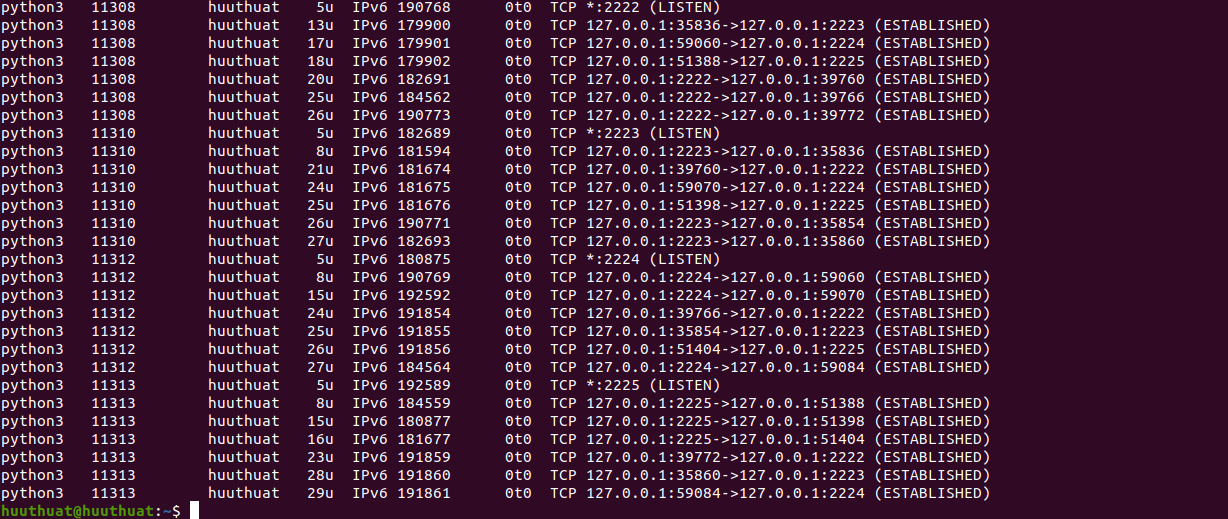 python3 11308 huuthuat 5u IPv6 190768 0t0 TCP *:2222 (LISTEN)
python3 11308 huuthuat 13u IPv6 179900 0t0 TCP 127.0.0.1:35836->127.0.0.1:2223 (ESTABLISHED)
python3 11308 huuthuat 17u IPv6 179901 0t0 TCP 127.0.0.1:59060->127.0.0.1:2224 (ESTABLISHED)
python3 11308 huuthuat 18u IPv6 179902 0t0 TCP 127.0.0.1:51388->127.0.0.1:2225 (ESTABLISHED)
python3 11308 huuthuat 20u IPv6 182691 0t0 TCP 127.0.0.1:2222->127.0.0.1:39760 (ESTABLISHED)
python3 11308 huuthuat 25u IPv6 184562 0t0 TCP 127.0.0.1:2222->127.0.0.1:39766 (ESTABLISHED)
python3 11308 huuthuat 26u IPv6 190773 0t0 TCP 127.0.0.1:2222->127.0.0.1:39772 (ESTABLISHED)
python3 11310 huuthuat 5u IPv6 182689 0t0 TCP *:2223 (LISTEN)
python3 11310 huuthuat 8u IPv6 181594 0t0 TCP 127.0.0.1:2223->127.0.0.1:35836 (ESTABLISHED)
python3 11310 huuthuat 21u IPv6 181674 0t0 TCP 127.0.0.1:39760->127.0.0.1:2222 (ESTABLISHED)
python3 11310 huuthuat 24u IPv6 181675 0t0 TCP 127.0.0.1:59070->127.0.0.1:2224 (ESTABLISHED)
python3 11310 huuthuat 25u IPv6 181676 0t0 TCP 127.0.0.1:51398->127.0.0.1:2225 (ESTABLISHED)
python3 11310 huuthuat 26u IPv6 190771 0t0 TCP 127.0.0.1:2223->127.0.0.1:35854 (ESTABLISHED)
python3 11310 huuthuat 27u IPv6 182693 0t0 TCP 127.0.0.1:2223->127.0.0.1:35860 (ESTABLISHED)
python3 11312 huuthuat 5u IPv6 180875 0t0 TCP *:2224 (LISTEN)
python3 11312 huuthuat 8u IPv6 190769 0t0 TCP 127.0.0.1:2224->127.0.0.1:59060 (ESTABLISHED)
python3 11312 huuthuat 15u IPv6 192592 0t0 TCP 127.0.0.1:2224->127.0.0.1:59070 (ESTABLISHED)
python3 11312 huuthuat 24u IPv6 191854 0t0 TCP 127.0.0.1:39766->127.0.0.1:2222 (ESTABLISHED)
python3 11312 huuthuat 25u IPv6 191855 0t0 TCP 127.0.0.1:35854->127.0.0.1:2223 (ESTABLISHED)
python3 11312 huuthuat 26u IPv6 191856 0t0 TCP 127.0.0.1:51404->127.0.0.1:2225 (ESTABLISHED)
python3 11312 huuthuat 27u IPv6 184564 0t0 TCP 127.0.0.1:2224->127.0.0.1:59084 (ESTABLISHED)
python3 11313 huuthuat 5u IPv6 192589 0t0 TCP *:2225 (LISTEN)
python3 11313 huuthuat 8u IPv6 184559 0t0 TCP 127.0.0.1:2225->127.0.0.1:51388 (ESTABLISHED)
python3 11313 huuthuat 15u IPv6 180877 0t0 TCP 127.0.0.1:2225->127.0.0.1:51398 (ESTABLISHED)
python3 11313 huuthuat 16u IPv6 181677 0t0 TCP 127.0.0.1:2225->127.0.0.1:51404 (ESTABLISHED)
python3 11313 huuthuat 23u IPv6 191859 0t0 TCP 127.0.0.1:39772->127.0.0.1:2222 (ESTABLISHED)
python3 11313 huuthuat 28u IPv6 191860 0t0 TCP 127.0.0.1:35860->127.0.0.1:2223 (ESTABLISHED)
python3 11313 huuthuat 29u IPv6 191861 0t0 TCP 127.0.0.1:59084->127.0.0.1:2224 (ESTABLISHED)
huuthuat@huuthuat:~$